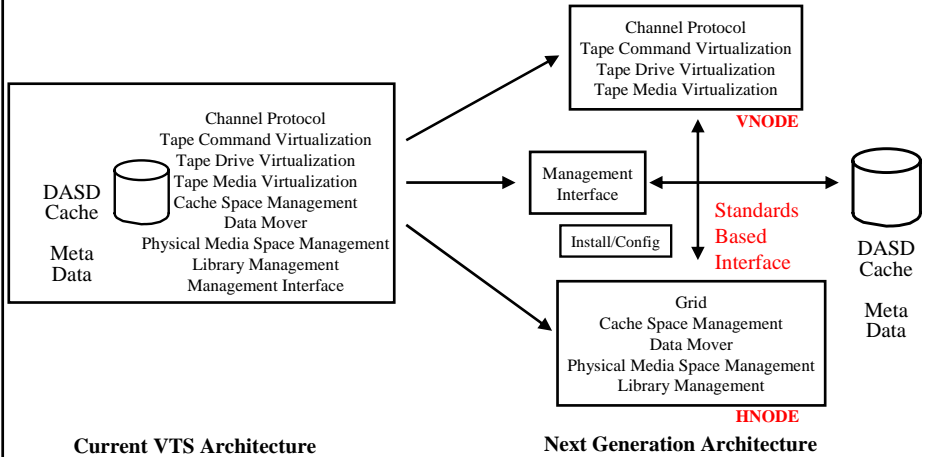 DASD
Cache
Meta
Data
Channel Protocol
Tape Command Virtualization
Tape Drive Virtualization
Tape Media Virtualization
Cache Space Management
Data Mover
Physical Media Space Management
Library Management
Management Interface
Current VTS Architecture
Channel Protocol
Tape Command Virtualization
Tape Drive Virtualization
Tape Media Virtualization
VNODE
Management
Interface
Install/Config
Standards
Based
Interface
DASD
Cache
Meta
Data
Grid
Cache Space Management
Data Mover
Physical Media Space Management
Library Management
HNODE
Next Generation Architecture